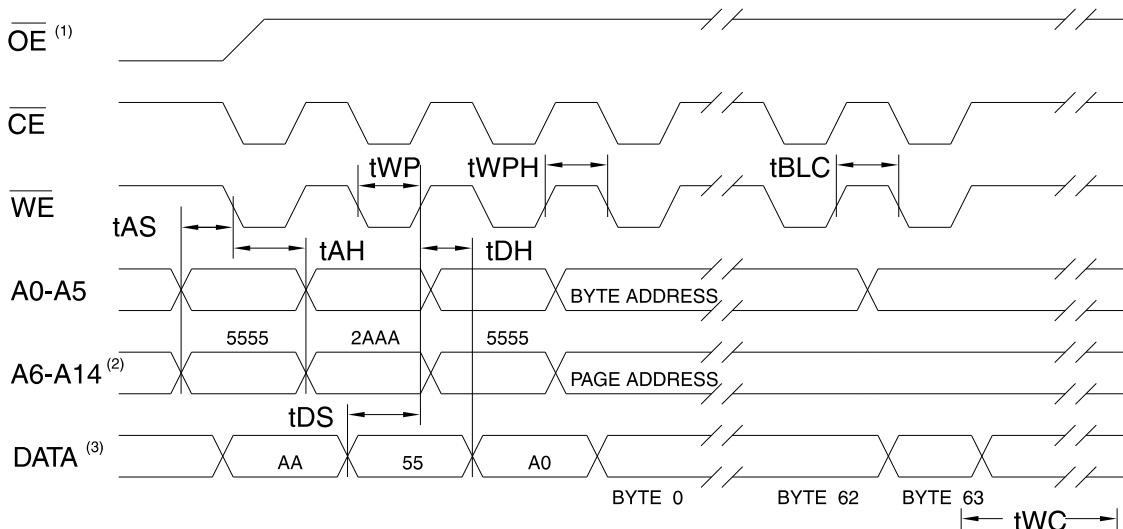 OE (1)
CE
tWP tWPH tBLC
WE
tAS
tAH tDH
A0-A5 BYTE ADDRESS
5555 2AAA 5555
A6-A14 (2) PAGE ADDRESS
tDS
DATA (3) AA 55 A0
BYTE 0 BYTE 62 BYTE 63
tWC